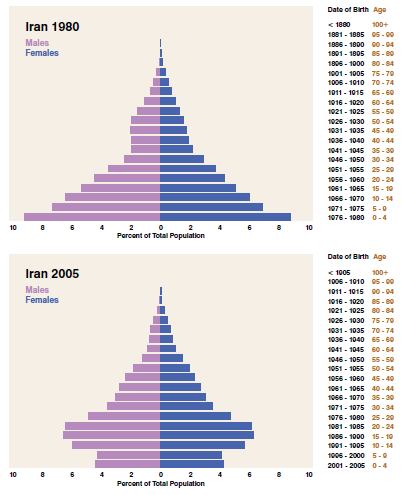 Date of Birth Age
Iran 1980
Males
Females
< 1880 100+
1881 - 1885 95 - 99
1886 - 1890 90 - 94
1891 - 1895 85 - 89
1896 - 1900 80 - 84
1901 - 1905 75 - 79
1906 - 1910 70 - 74
1911 - 1915 65 - 69
1916 - 1920 60 - 64
1921 - 1925 55 - 59
1926 - 1930 50 - 54
1931 - 1935 45 - 49
1936 - 1940 40 - 44
1941 - 1945 35 - 39
1946 - 1950 30 - 34
1951 - 1955 25 - 29
1956 - 1960 20 - 24
1961 - 1965 15 - 19
1966 - 1970 10 - 14
1971 - 1975 5 - 9
1976 - 1980 0 - 4
10 8 6 4 2 0 2 4 6 8 10
Percent of Total Population
Date of Birth Age
Iran 2005
Males
Females
< 1905 100+
1906 - 1910 95 - 99
1911 - 1915 90 - 94
1916 - 1920 85 - 89
1921 - 1925 80 - 84
1926 - 1930 75 - 79
1931 - 1935 70 - 74
1936 - 1940 65 - 69
1941 - 1945 60 - 64
1946 - 1950 55 - 59
1951 - 1955 50 - 54
1956 - 1960 45 - 49
1961 - 1965 40 - 44
1966 - 1970 35 - 39
1971 - 1975 30 - 34
1976 - 1980 25 - 29
1981 - 1985 20 - 24
1986 - 1990 15 - 19
1991 - 1995 10 - 14
1996 - 2000 5 - 9
2001 - 2005 0 - 4
10 8 6 4 2 0 2 4 6 8 10
Percent of Total Population